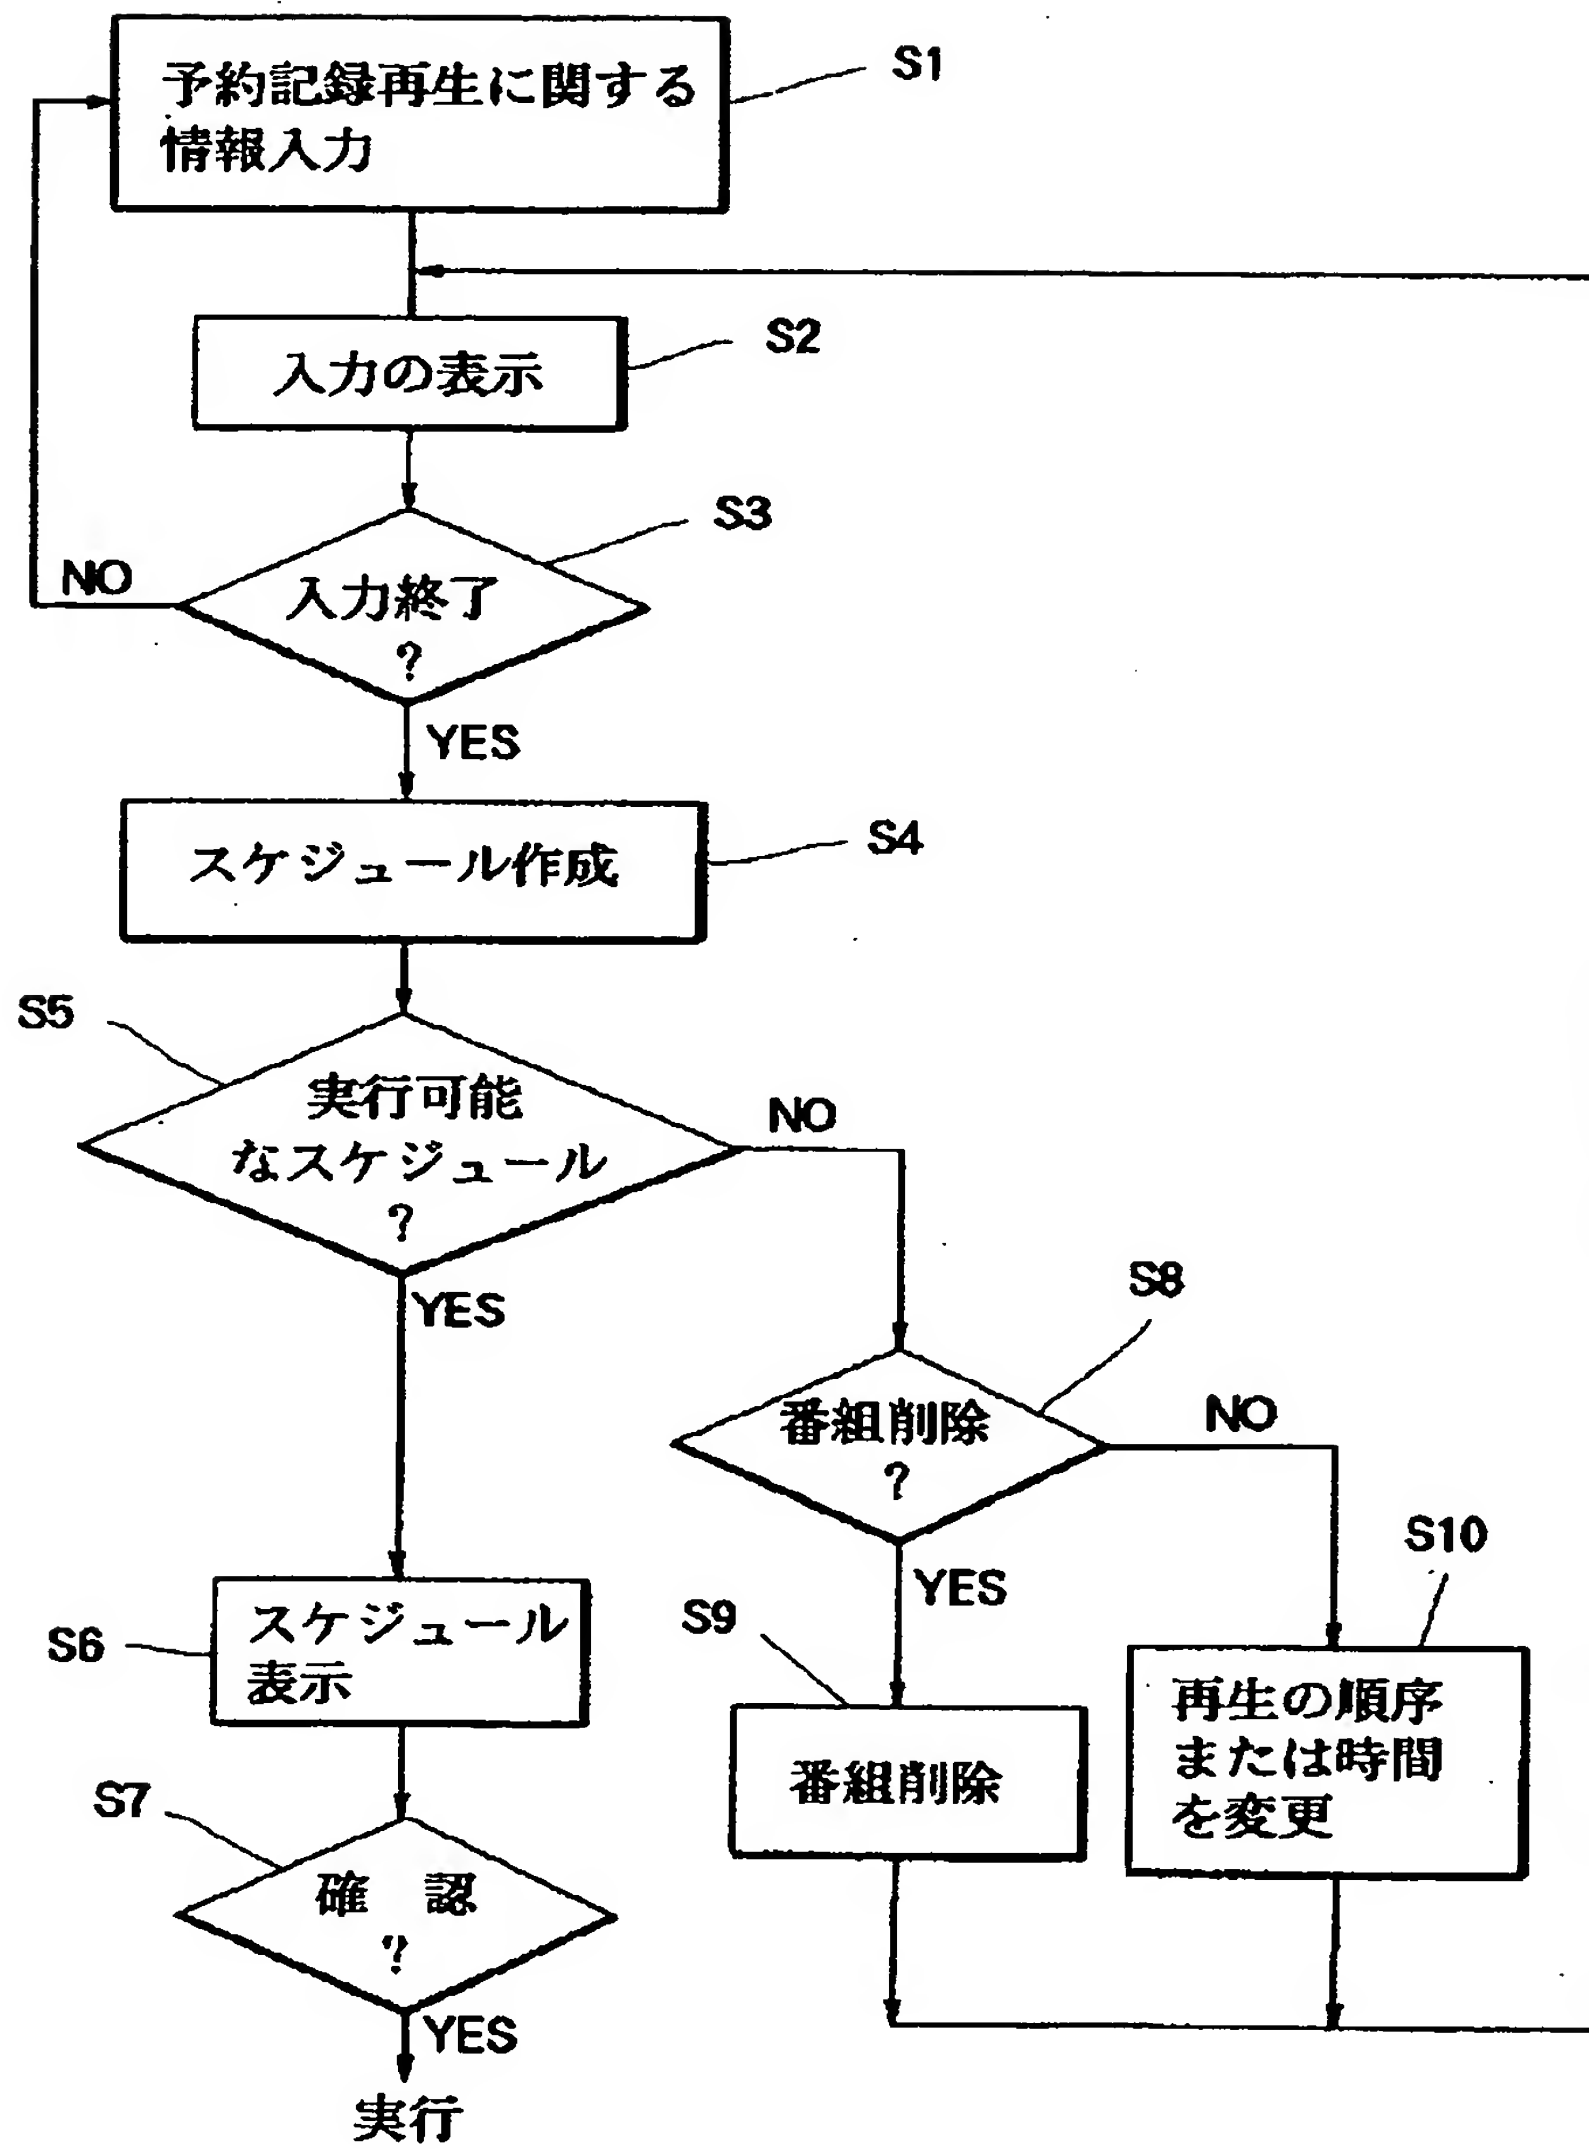 予約記録再生に関する
情報入力
S1
入力の表示
S2
S3
NO
入力終了
?
YES
スケジュール作成
S4
S5
実行可能
なスケジュール
?
NO
YES
S8
番組削除
?
NO
YES
S6
スケジュール
表示
S9
番組削除
S10
再生の順序
または時間
を変更
S7
確 認
?
YES
実行